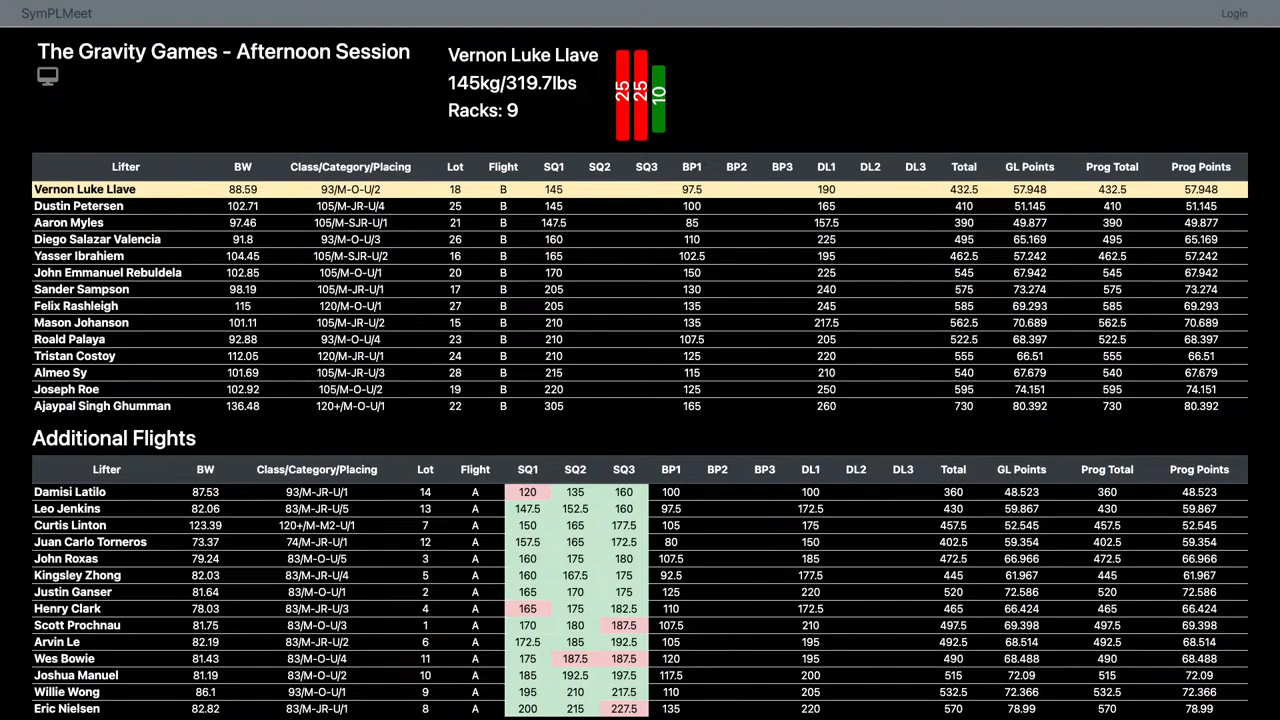 SymPLMeet Login
The Gravity Games - Afternoon Session
Vernon Luke Llave
145kg/319.7lbs
Racks: 9
25 25 10
Lifter BW Class/Category/Placing Lot Flight SQ1 SQ2 SQ3 BP1 BP2 BP3 DL1 DL2 DL3 Total GL Points Prog Total Prog Points
Vernon Luke Llave 88.59 93/M-O-U/2 18 B 145 97.5 190 432.5 57.948 432.5 57.948
Dustin Petersen 102.71 105/M-JR-U/4 25 B 145 100 165 410 51.145 410 51.145
Aaron Myles 97.46 105/M-SJR-U/1 21 B 147.5 85 157.5 390 49.877 390 49.877
Diego Salazar Valencia 91.8 93/M-O-U/3 26 B 160 110 225 495 65.169 495 65.169
Yasser Ibrahiem 104.45 105/M-SJR-U/2 16 B 165 102.5 195 462.5 57.242 462.5 57.242
John Emmanuel Rebuldela 102.85 105/M-O-U/1 20 B 170 150 225 545 67.942 545 67.942
Sander Sampson 98.19 105/M-JR-U/1 17 B 205 130 240 575 73.274 575 73.274
Felix Rashleigh 115 120/M-O-U/1 27 B 205 135 245 585 69.293 585 69.293
Mason Johanson 101.11 105/M-JR-U/2 15 B 210 135 217.5 562.5 70.689 562.5 70.689
Roald Palaya 92.88 93/M-O-U/4 23 B 210 107.5 205 522.5 68.397 522.5 68.397
Tristan Costoy 112.05 120/M-JR-U/1 24 B 210 125 220 555 66.51 555 66.51
Almeo Sy 101.69 105/M-JR-U/3 28 B 215 115 210 540 67.679 540 67.679
Joseph Roe 102.92 105/M-O-U/2 19 B 220 125 250 595 74.151 595 74.151
Ajaypal Singh Ghumman 136.48 120+/M-O-U/1 22 B 305 165 260 730 80.392 730 80.392
Additional Flights
Lifter BW Class/Category/Placing Lot Flight SQ1 SQ2 SQ3 BP1 BP2 BP3 DL1 DL2 DL3 Total GL Points Prog Total Prog Points
Damisi Latilo 87.53 93/M-JR-U/1 14 A 120 135 160 100 100 360 48.523 360 48.523
Leo Jenkins 82.06 83/M-JR-U/5 13 A 147.5 152.5 160 97.5 172.5 430 59.867 430 59.867
Curtis Linton 123.39 120+/M-M2-U/1 7 A 150 165 177.5 105 175 457.5 52.545 457.5 52.545
Juan Carlo Torneros 73.37 74/M-JR-U/1 12 A 157.5 165 172.5 80 150 402.5 59.354 402.5 59.354
John Roxas 79.24 83/M-O-U/5 3 A 160 175 180 107.5 185 472.5 66.966 472.5 66.966
Kingsley Zhong 82.03 83/M-JR-U/4 5 A 160 167.5 175 92.5 177.5 445 61.967 445 61.967
Justin Ganser 81.64 83/M-O-U/1 2 A 165 170 175 125 220 520 72.586 520 72.586
Henry Clark 78.03 83/M-JR-U/3 4 A 165 175 182.5 110 172.5 465 66.424 465 66.424
Scott Prochnau 81.75 83/M-O-U/3 1 A 170 180 187.5 107.5 210 497.5 69.398 497.5 69.398
Arvin Le 82.19 83/M-JR-U/2 6 A 172.5 185 192.5 105 195 492.5 68.514 492.5 68.514
Wes Bowie 81.43 83/M-O-U/4 11 A 175 187.5 187.5 120 195 490 68.488 490 68.488
Joshua Manuel 81.19 83/M-O-U/2 10 A 185 192.5 197.5 117.5 200 515 72.09 515 72.09
Willie Wong 86.1 93/M-O-U/1 9 A 195 210 217.5 110 205 532.5 72.366 532.5 72.366
Eric Nielsen 82.82 83/M-JR-U/1 8 A 200 215 227.5 135 220 570 78.99 570 78.99